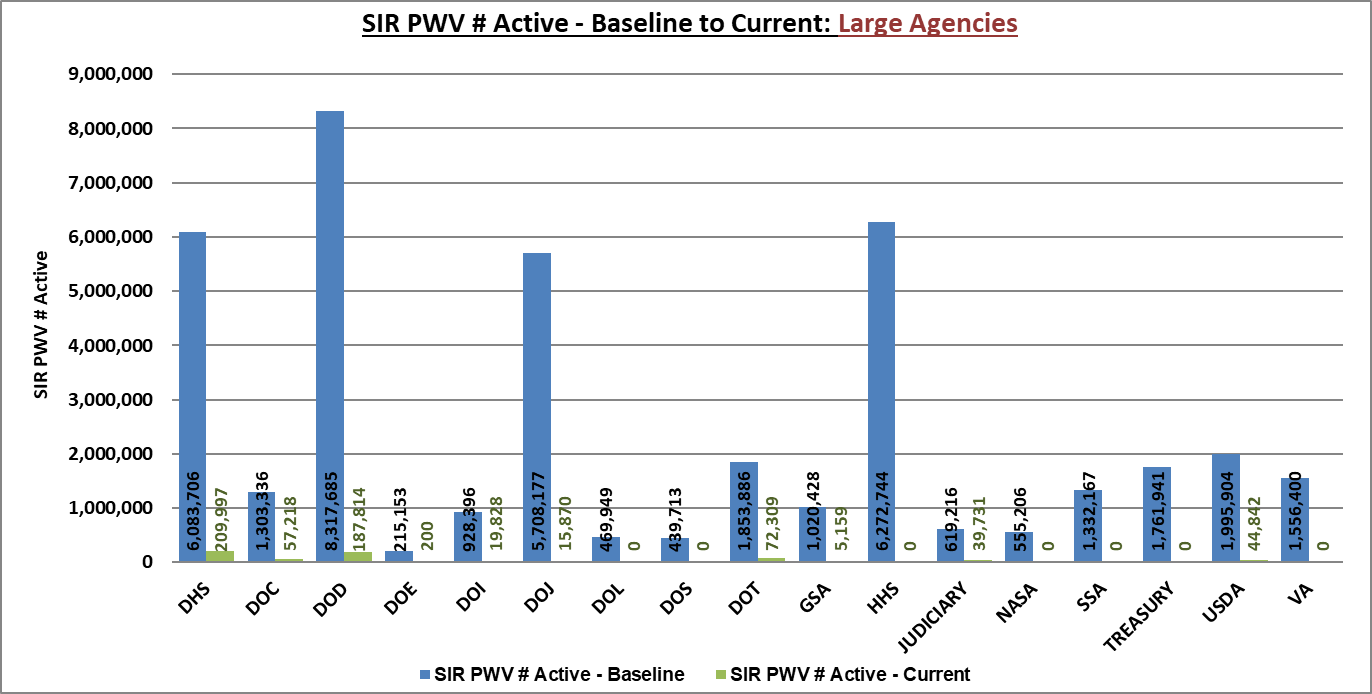 SIR PWV # Active - Baseline to Current: Large Agencies
SIR PWV # Active
9,000,000
8,000,000
7,000,000
6,000,000
5,000,000
4,000,000
3,000,000
2,000,000
1,000,000
0
6,083,706
209,997
1,303,336
57,218
8,317,685
187,814
215,153
200
928,396
19,828
5,708,177
15,870
469,949
0
439,713
0
1,853,886
72,309
1,020,428
5,159
6,272,744
0
619,216
39,731
555,206
0
1,332,167
0
1,761,941
0
1,995,904
44,842
1,556,400
0
DHS
DOC
DOD
DOE
DOI
DOJ
DOL
DOS
DOT
GSA
HHS
JUDICIARY
NASA
SSA
TREASURY
USDA
VA
SIR PWV # Active - Baseline
SIR PWV # Active - Current